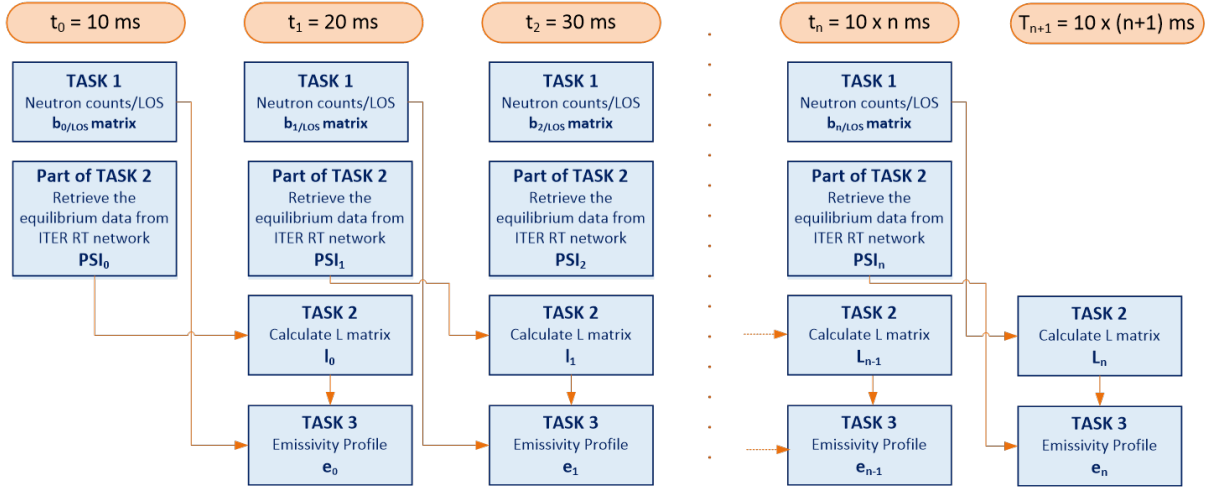 t₀ = 10 ms
t₁ = 20 ms
t₂ = 30 ms
tₙ = 10 x n ms
Tₙ₊₁ = 10 x (n+1) ms
TASK 1
Neutron counts/LOS
b₀/LOS matrix
TASK 1
Neutron counts/LOS
b₁/LOS matrix
TASK 1
Neutron counts/LOS
b₂/LOS matrix
TASK 1
Neutron counts/LOS
bₙ/LOS matrix
Part of TASK 2
Retrieve the
equilibrium data from
ITER RT network
PSI₀
Part of TASK 2
Retrieve the
equilibrium data from
ITER RT network
PSI₁
Part of TASK 2
Retrieve the
equilibrium data from
ITER RT network
PSI₂
Part of TASK 2
Retrieve the
equilibrium data from
ITER RT network
PSIₙ
TASK 2
Calculate L matrix
l₀
TASK 2
Calculate L matrix
l₁
TASK 2
Calculate L matrix
Lₙ₋₁
TASK 2
Calculate L matrix
Lₙ
TASK 3
Emissivity Profile
e₀
TASK 3
Emissivity Profile
e₁
TASK 3
Emissivity Profile
eₙ₋₁
TASK 3
Emissivity Profile
eₙ